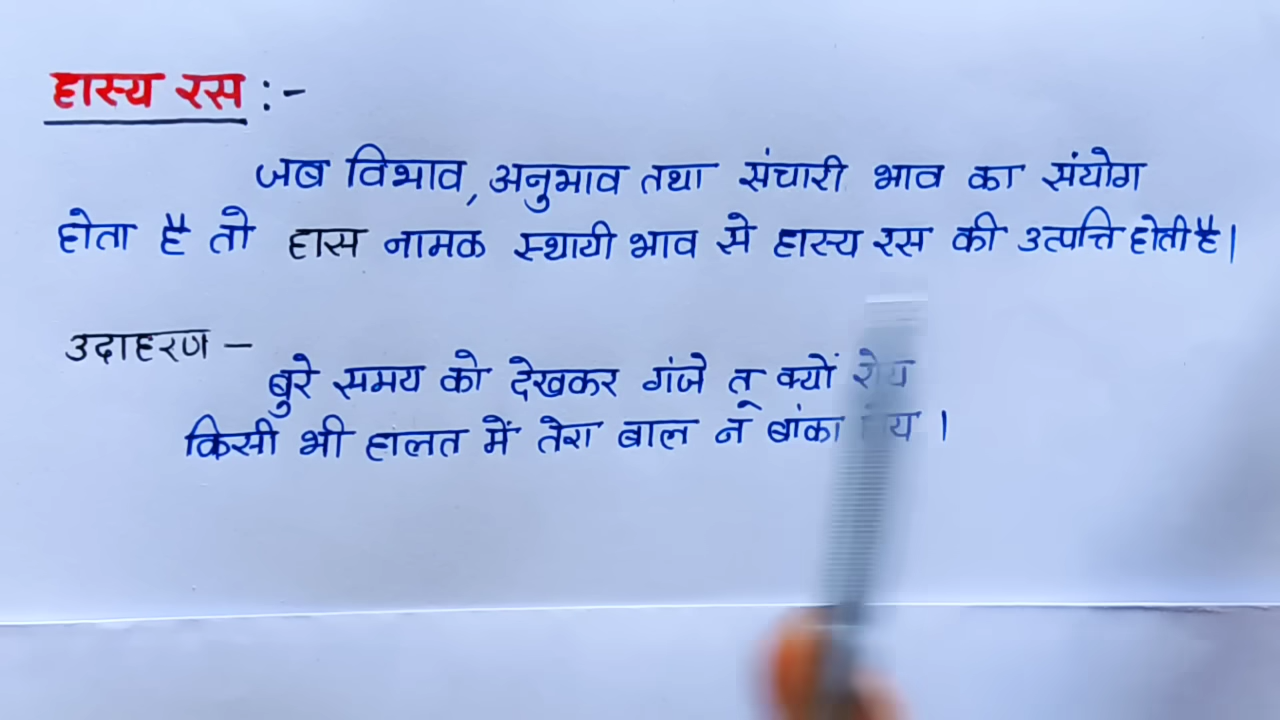 हास्य रस :-
जब विभाव, अनुभाव तथा संचारी भाव का संयोग
होता है तो हास नामक स्थायी भाव से हास्य रस की उत्पत्ति होती है।
उदाहरण –
बुरे समय को देखकर गंजे तू क्यों रोय
किसी भी हालत में तेरा बाल न बांका ।